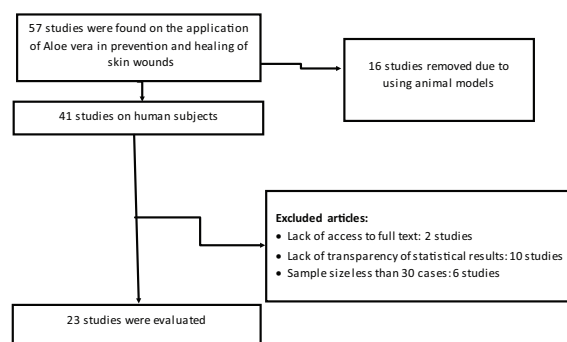 57 studies were found on the application
of Aloe vera in prevention and healing of
skin wounds
16 studies removed due to
using animal models
41 studies on human subjects
Excluded articles:
• Lack of access to full text: 2 studies
• Lack of transparency of statistical results: 10 studies
• Sample size less than 30 cases: 6 studies
23 studies were evaluated